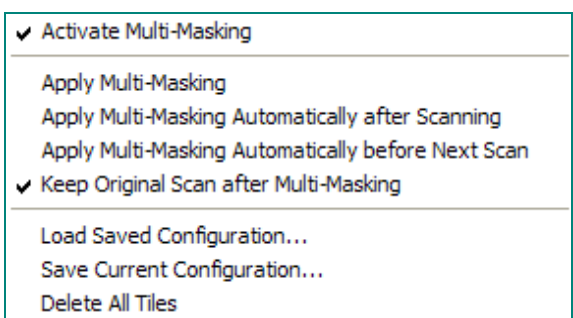 Activate Multi-Masking
Apply Multi-Masking
Apply Multi-Masking Automatically after Scanning
Apply Multi-Masking Automatically before Next Scan
Keep Original Scan after Multi-Masking
Load Saved Configuration...
Save Current Configuration...
Delete All Tiles